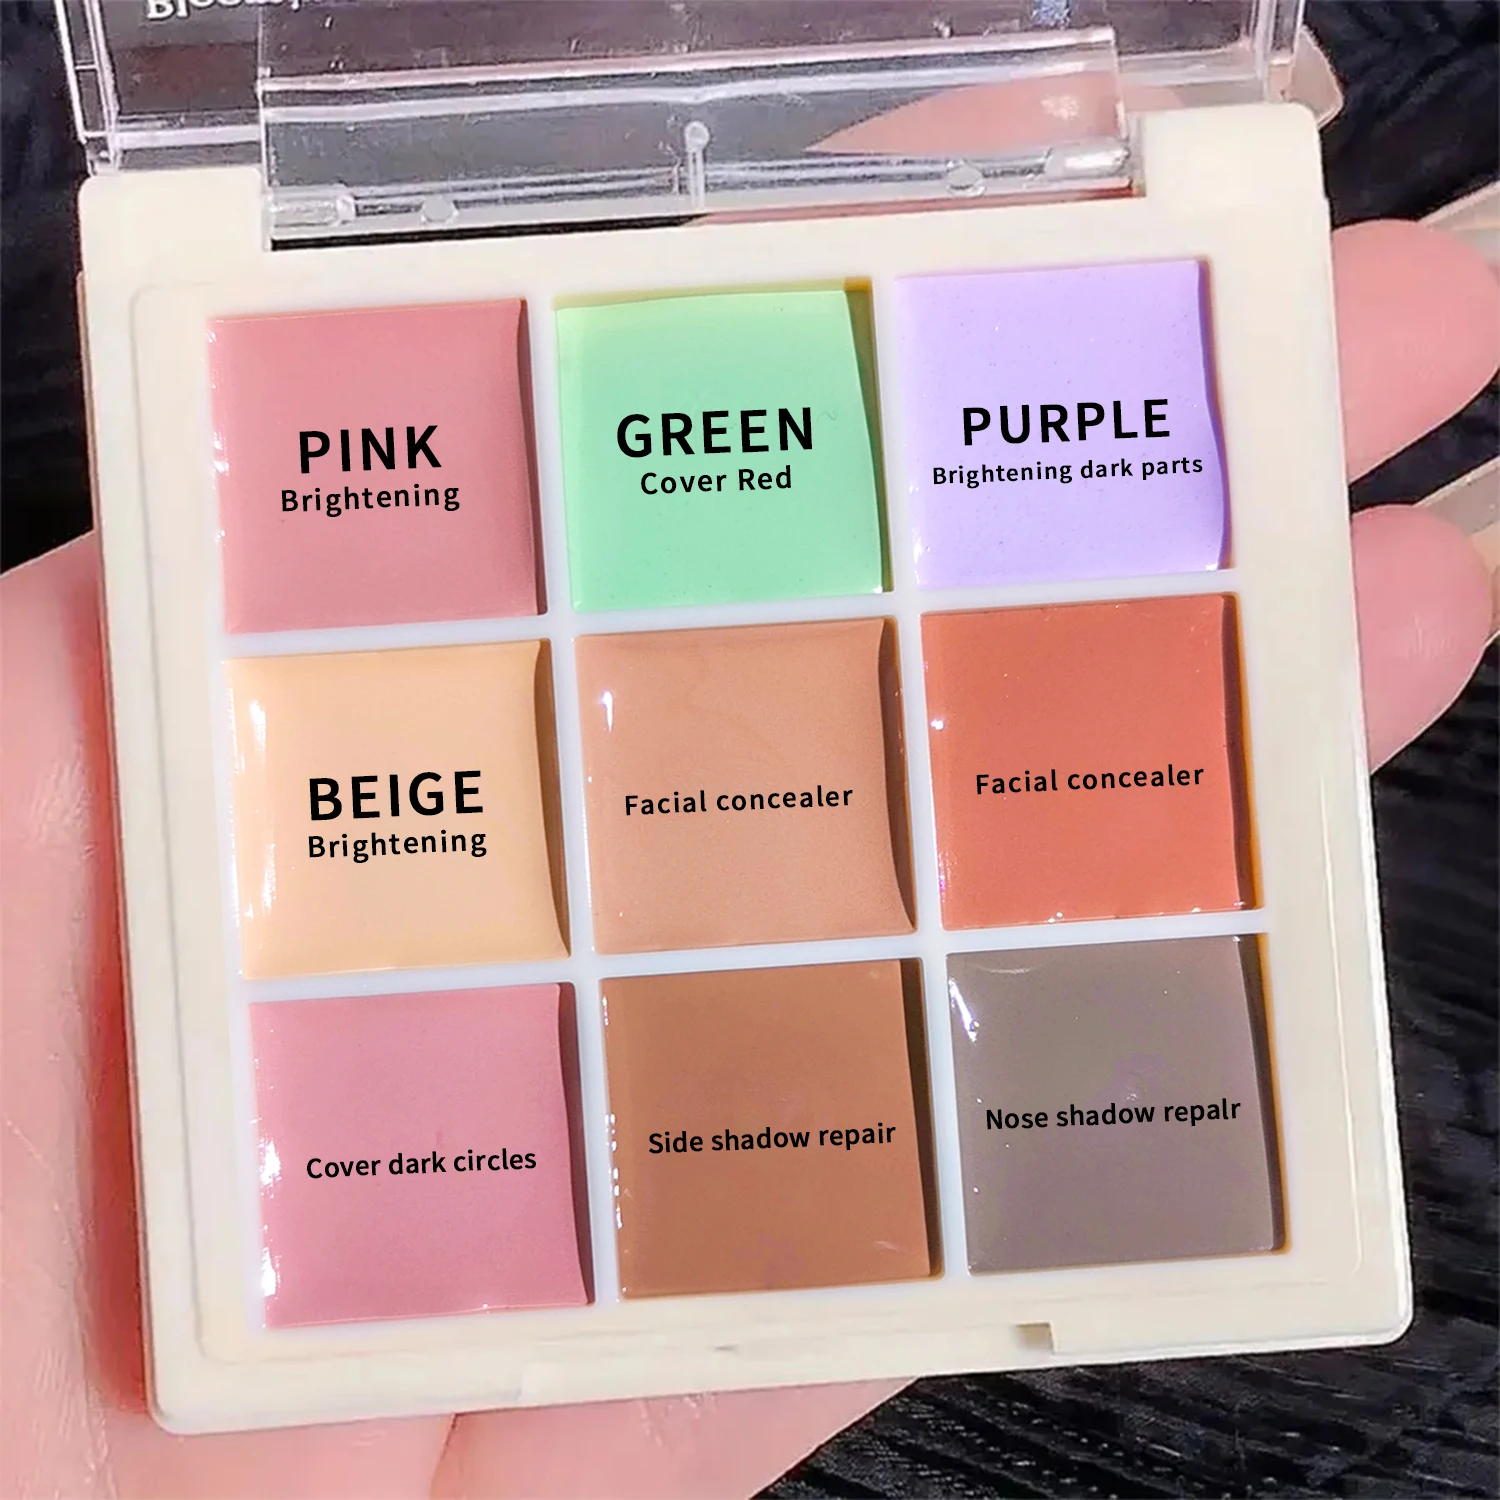 PINK
Brightening
GREEN
Cover Red
PURPLE
Brightening dark parts
BEIGE
Brightening
Facial concealer
Facial concealer
Cover dark circles
Side shadow repair
Nose shadow repalr